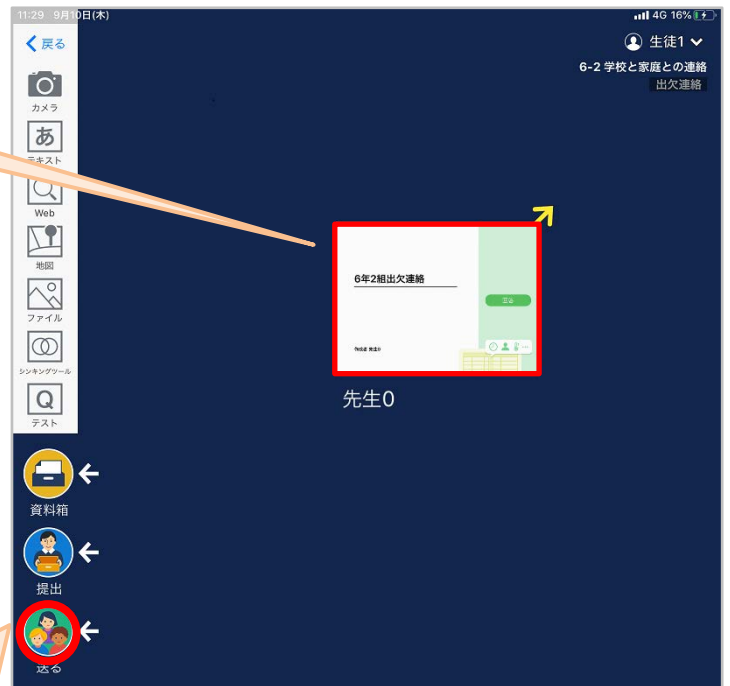 11:29 9月10日(木)
4G 16%
戻る
生徒1
6-2 学校と家庭との連絡
出欠連絡
カメラ
あ
テキスト
Web
地図
ファイル
シンキングツール
Q
テスト
6年2組出欠連絡
先生0
資料箱
提出
送る